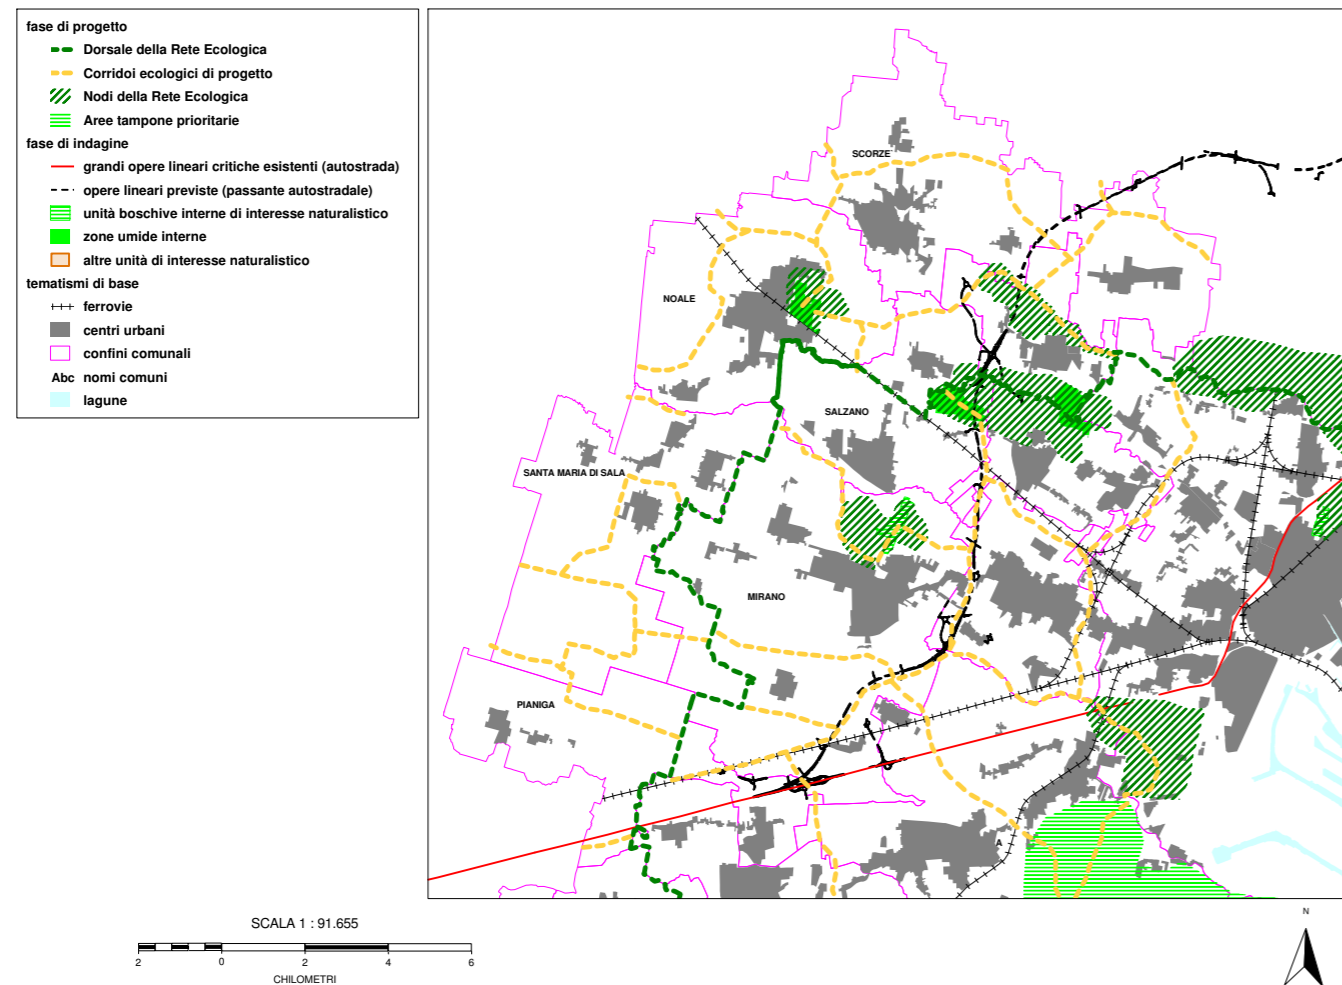 fase di progetto
Dorsale della Rete Ecologica
Corridoi ecologici di progetto
Nodi della Rete Ecologica
Aree tampone prioritarie
fase di indagine
grandi opere lineari critiche esistenti (autostrada)
opere lineari previste (passante autostradale)
unità boschive interne di interesse naturalistico
zone umide interne
altre unità di interesse naturalistico
tematismi di base
ferrovie
centri urbani
confini comunali
Abc nomi comuni
lagune
SCORZE'
NOALE
SALZANO
SANTA MARIA DI SALA
MIRANO
PIANIGA
A
SCALA 1 : 91.655
2 0 2 4 6
CHILOMETRI
N